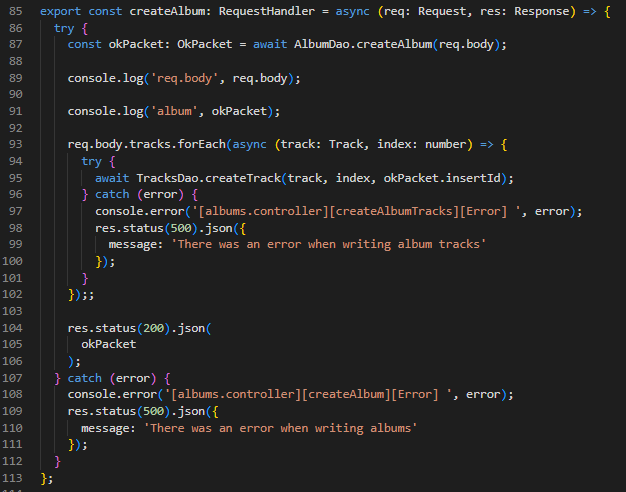 85 export const createAlbum: RequestHandler = async (req: Request, res: Response) => {
86   try {
87     const okPacket: OkPacket = await AlbumDao.createAlbum(req.body);
88
89     console.log('req.body', req.body);
90
91     console.log('album', okPacket);
92
93     req.body.tracks.forEach(async (track: Track, index: number) => {
94       try {
95         await TracksDao.createTrack(track, index, okPacket.insertId);
96       } catch (error) {
97         console.error('[albums.controller][createAlbumTracks][Error] ', error);
98         res.status(500).json({
99           message: 'There was an error when writing album tracks'
100         });
101       }
102     });;
103
104     res.status(200).json(
105       okPacket
106     );
107   } catch (error) {
108     console.error('[albums.controller][createAlbum][Error] ', error);
109     res.status(500).json({
110       message: 'There was an error when writing albums'
111     });
112   }
113 };